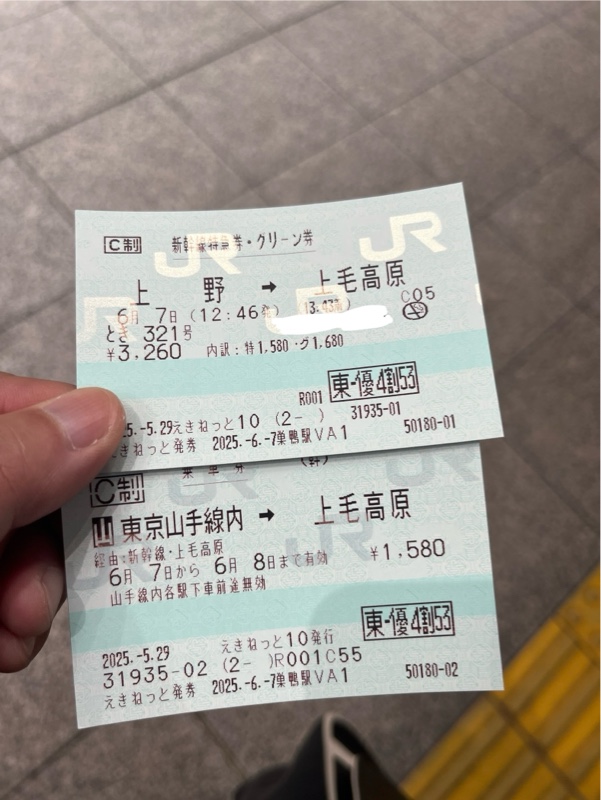 C制 新幹線特急券・グリーン券
上 野 → 上毛高原
6月 7日 (12:46発) (13:43着) C05
とき 321号
¥3,260 内訳:特1,580・グ1,680
R001 東-優4割53
25.-5.29えきねっと10 (2- ) 31935-01
えきねっと発券 2025.-6.-7巣鴨駅VA1 50180-01
C制 乗車券 (幹)
山 東京山手線内 → 上毛高原
経由:新幹線・上毛高原
6月 7日から 6月 8日まで有効 ¥1,580
山手線内各駅下車前途無効
東-優4割53
2025.-5.29 えきねっと10発行
31935-02 (2- )R001C55
えきねっと発券 2025.-6.-7巣鴨駅VA1 50180-02